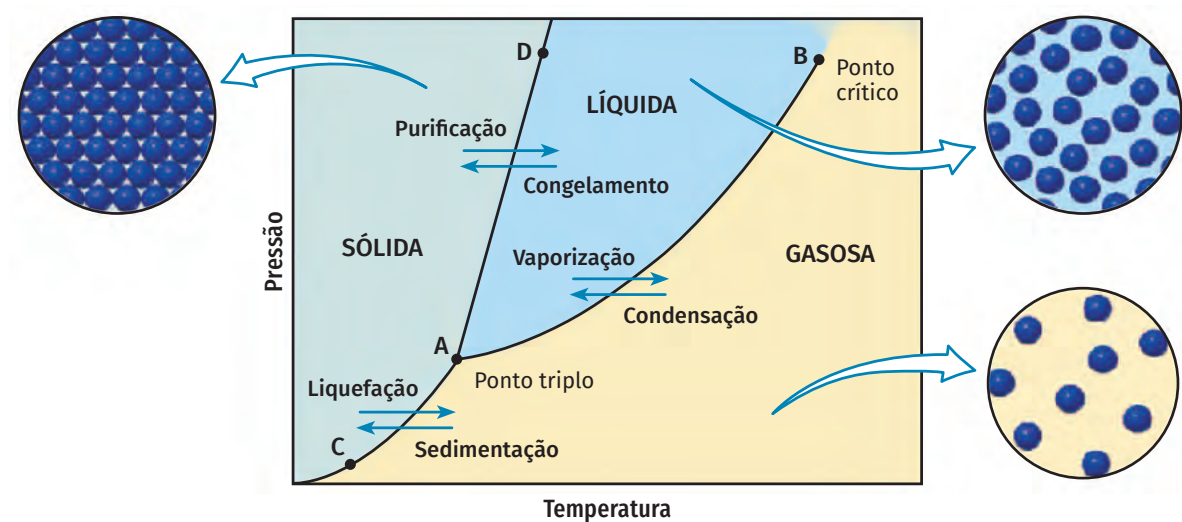 D
B
Ponto
crítico
LÍQUIDA
Purificação
Congelamento
SÓLIDA
Vaporização
GASOSA
Condensação
Pressão
A
Ponto triplo
Liquefação
Sedimentação
C
Temperatura